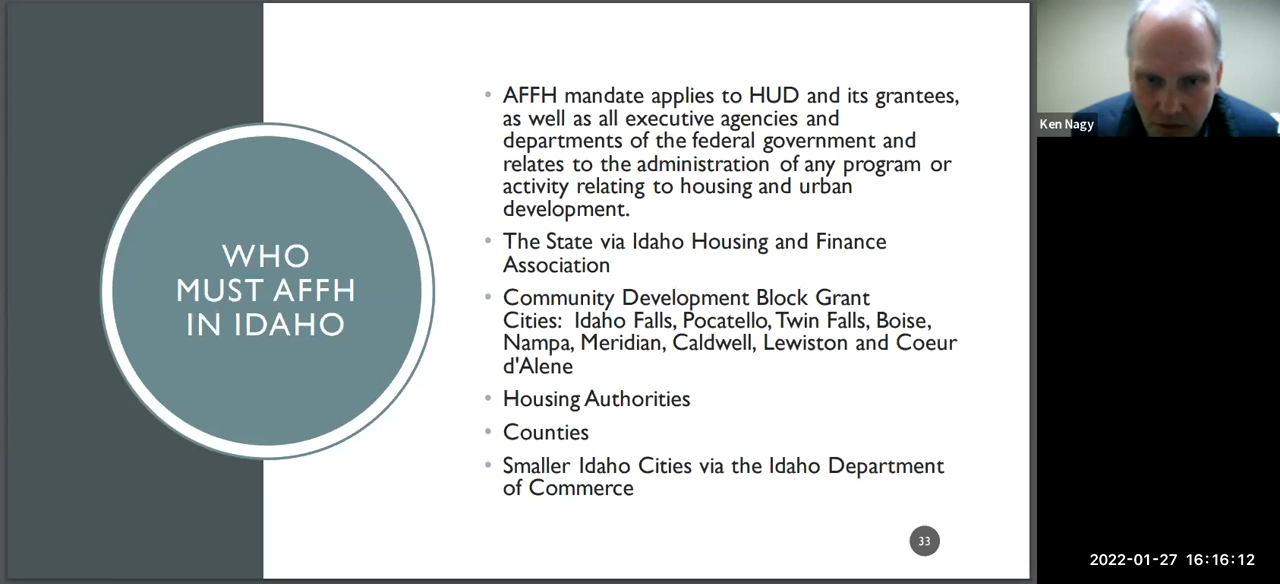 WHO
MUST AFFH
IN IDAHO
• AFFH mandate applies to HUD and its grantees,
as well as all executive agencies and
departments of the federal government and
relates to the administration of any program or
activity relating to housing and urban
development.
• The State via Idaho Housing and Finance
Association
• Community Development Block Grant
Cities: Idaho Falls, Pocatello, Twin Falls, Boise,
Nampa, Meridian, Caldwell, Lewiston and Coeur
d'Alene
• Housing Authorities
• Counties
• Smaller Idaho Cities via the Idaho Department
of Commerce
33
Ken Nagy
2022-01-27 16:16:12